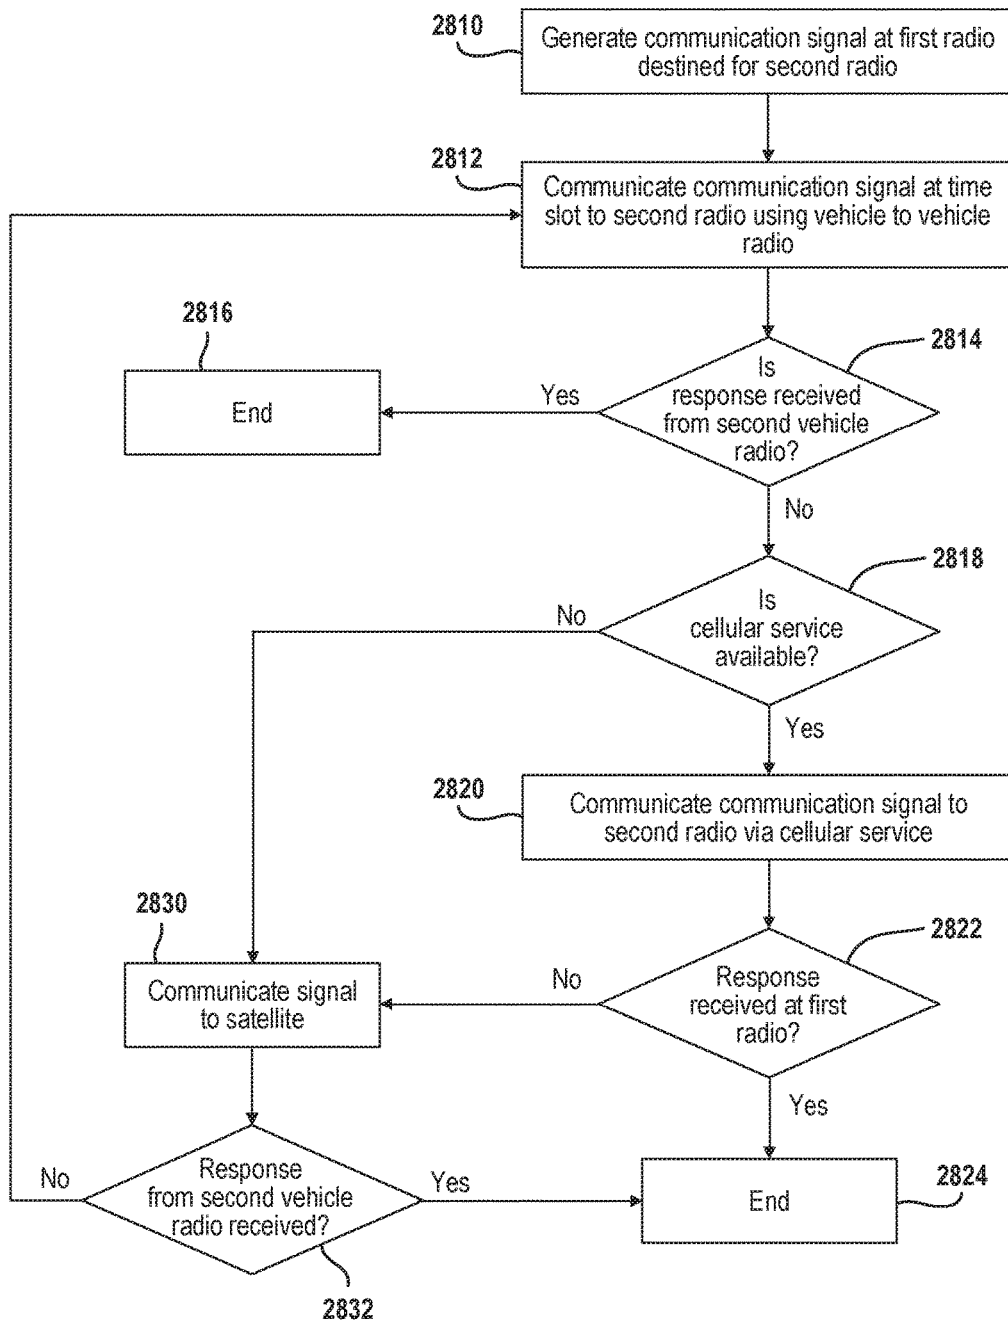 2810
Generate communication signal at first radio
destined for second radio
2812
Communicate communication signal at time
slot to second radio using vehicle to vehicle
radio
2816
End
Yes
2814
Is
response received
from second vehicle
radio?
No
2818
Is
cellular service
available?
No
Yes
2820
Communicate communication signal to
second radio via cellular service
2830
Communicate signal
to satellite
No
2822
Response
received at first
radio?
Yes
No
Response
from second vehicle
radio received?
Yes
2832
End
2824